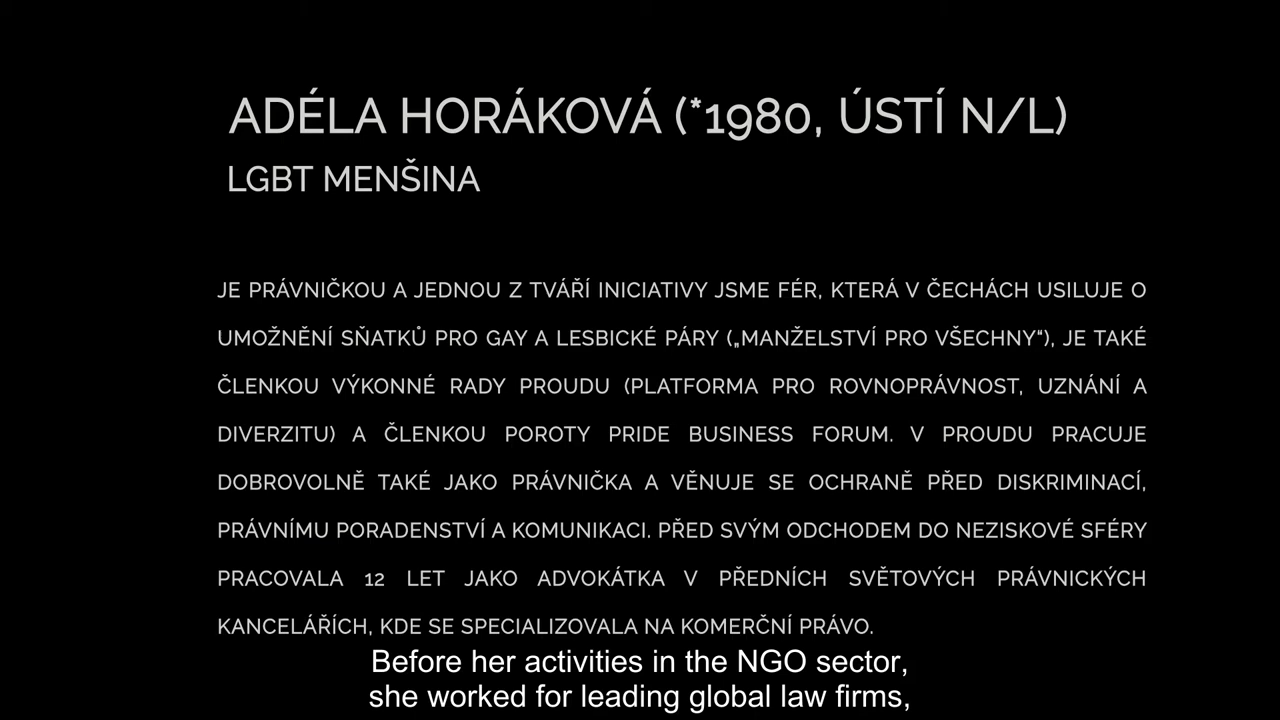 ADÉLA HORÁKOVÁ (*1980, ÚSTÍ N/L)
LGBT MENŠINA
JE PRÁVNIČKOU A JEDNOU Z TVÁŘÍ INICIATIVY JSME FÉR, KTERÁ V ČECHÁCH USILUJE O
UMOŽNĚNÍ SŇATKŮ PRO GAY A LESBICKÉ PÁRY („MANŽELSTVÍ PRO VŠECHNY“), JE TAKÉ
ČLENKOU VÝKONNÉ RADY PROUDU (PLATFORMA PRO ROVNOPRÁVNOST, UZNÁNÍ A
DIVERZITU) A ČLENKOU POROTY PRIDE BUSINESS FORUM. V PROUDU PRACUJE
DOBROVOLNĚ TAKÉ JAKO PRÁVNIČKA A VĚNUJE SE OCHRANĚ PŘED DISKRIMINACÍ,
PRÁVNÍMU PORADENSTVÍ A KOMUNIKACI. PŘED SVÝM ODCHODEM DO NEZISKOVÉ SFÉRY
PRACOVALA 12 LET JAKO ADVOKÁTKA V PŘEDNÍCH SVĚTOVÝCH PRÁVNICKÝCH
KANCELÁŘÍCH, KDE SE SPECIALIZOVALA NA KOMERČNÍ PRÁVO.
Before her activities in the NGO sector,
she worked for leading global law firms,